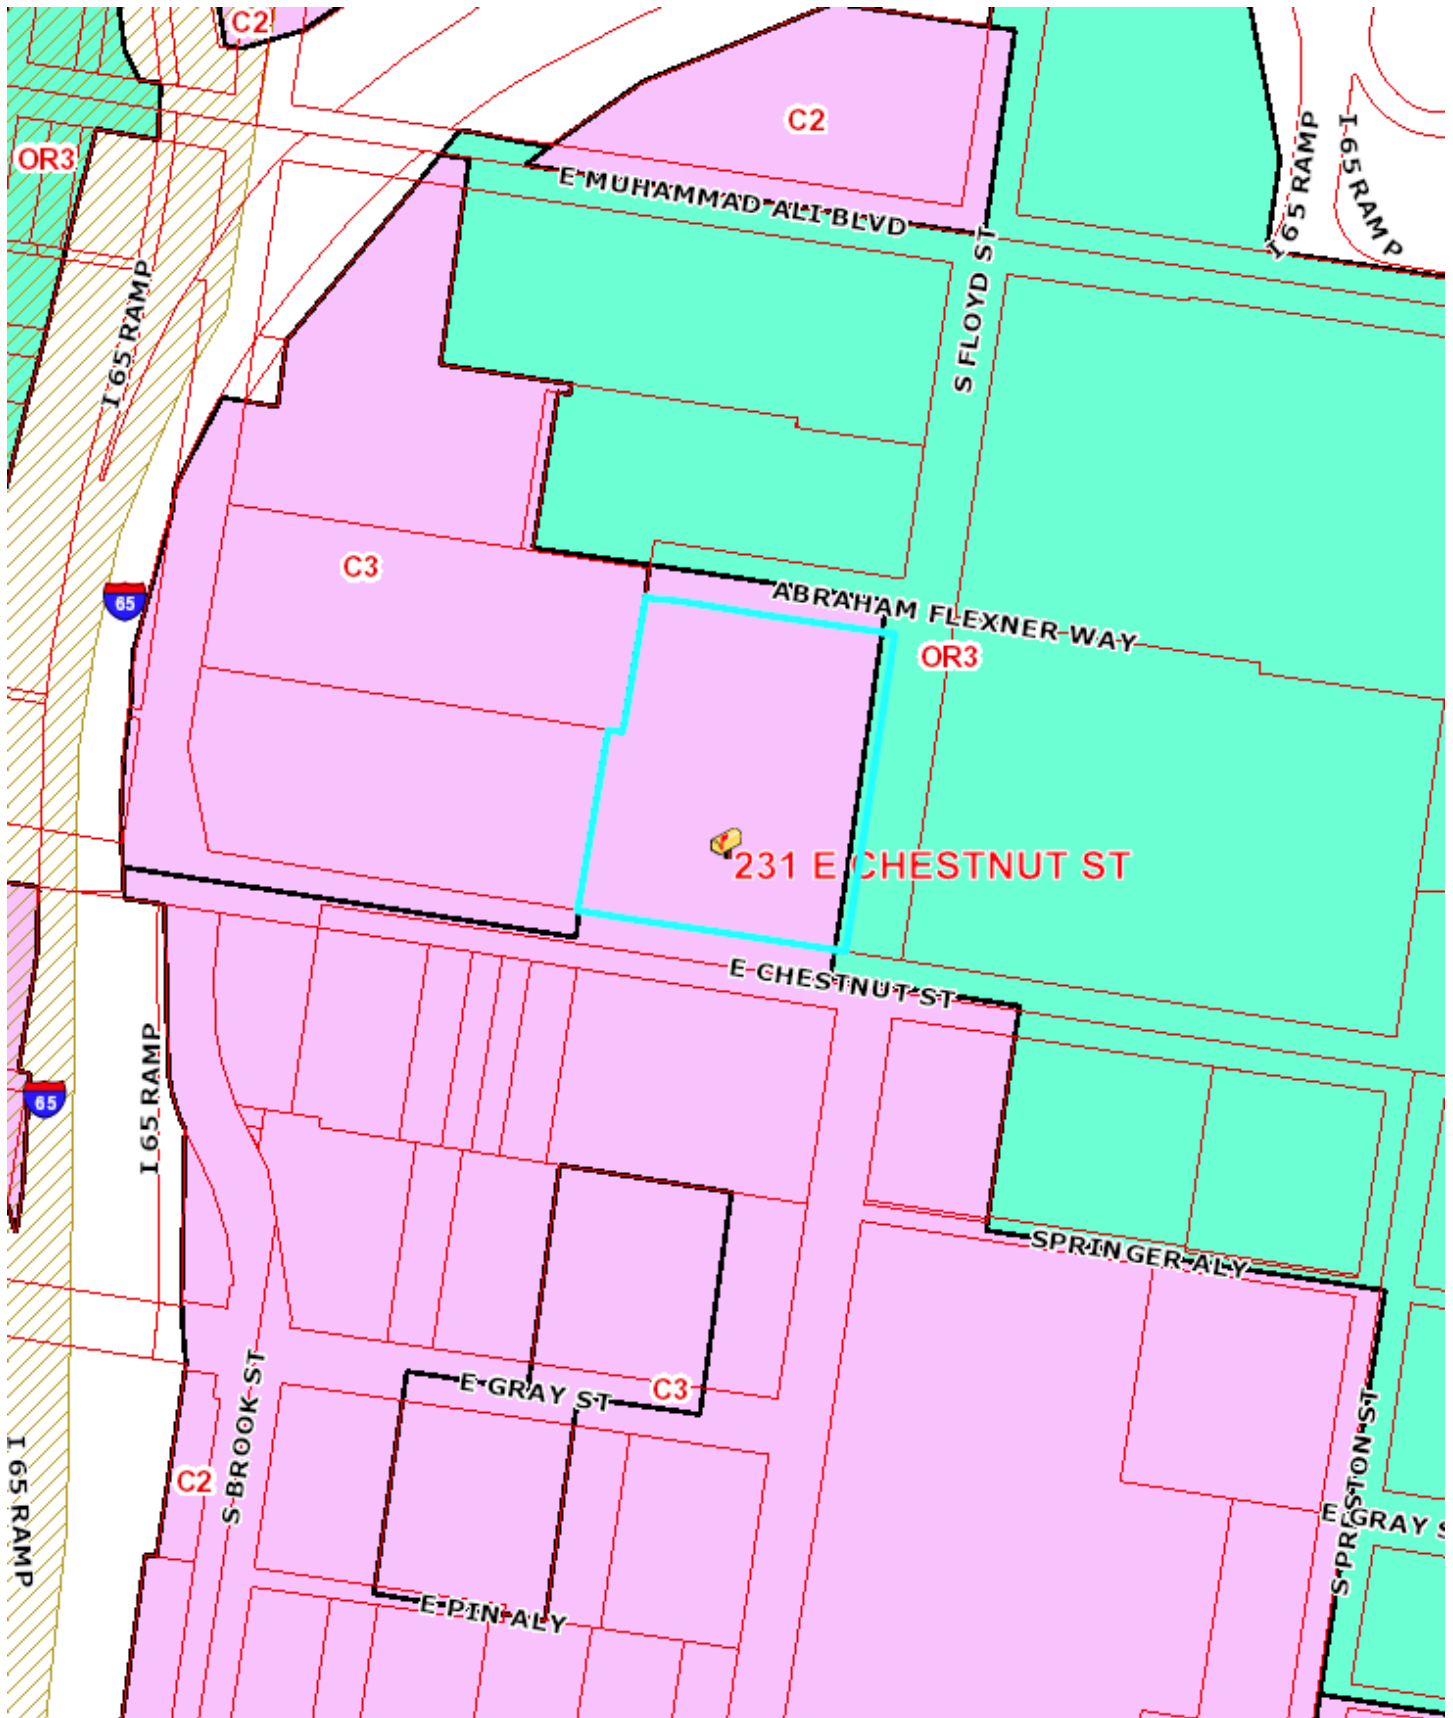 C2
C2
OR3
I 65 RAMP
I 65 RAMP
E MUHAMMAD ALI BLVD
S FLOYD ST
I 65 RAMP
C3
65
ABRAHAM FLEXNER WAY
OR3
231 E CHESTNUT ST
E CHESTNUT ST
I 65 RAMP
65
SPRINGER ALY
E GRAY ST
C3
S BROOK ST
C2
S PRESTON ST
I 65 RAMP
E GRAY S
E PIN ALY